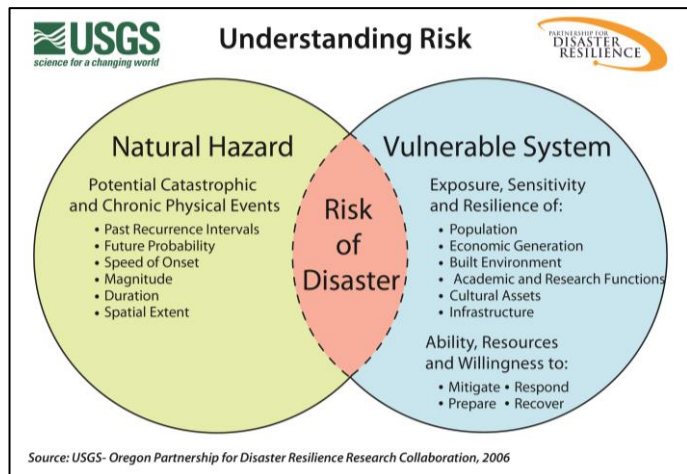 USGS
science for a changing world
Understanding Risk
PARTNERSHIP FOR
DISASTER
RESILIENCE
Natural Hazard
Potential Catastrophic
and Chronic Physical Events
• Past Recurrence Intervals
• Future Probability
• Speed of Onset
• Magnitude
• Duration
• Spatial Extent
Risk
of
Disaster
Vulnerable System
Exposure, Sensitivity
and Resilience of:
• Population
• Economic Generation
• Built Environment
• Academic and Research Functions
• Cultural Assets
• Infrastructure
Ability, Resources
and Willingness to:
• Mitigate • Respond
• Prepare • Recover
Source: USGS- Oregon Partnership for Disaster Resilience Research Collaboration, 2006